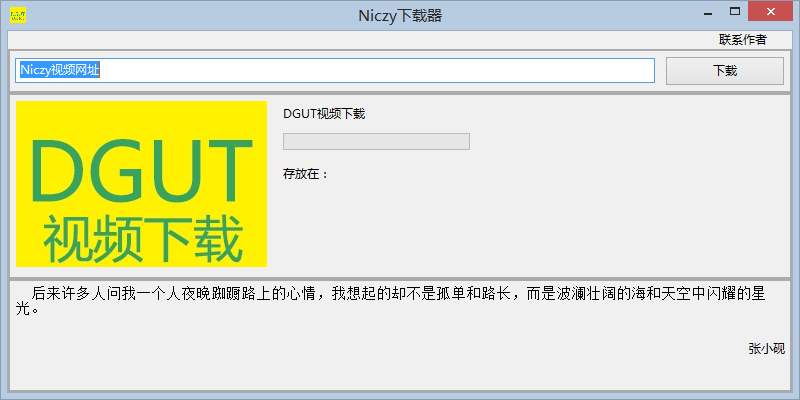 Niczy下载器
联系作者
Niczy视频网址
下载
DGUT
视频下载
DGUT视频下载
存放在：
后来许多人问我一个人夜晚踟蹰路上的心情，我想起的却不是孤单和路长，而是波澜壮阔的海和天空中闪耀的星
光。
张小砚